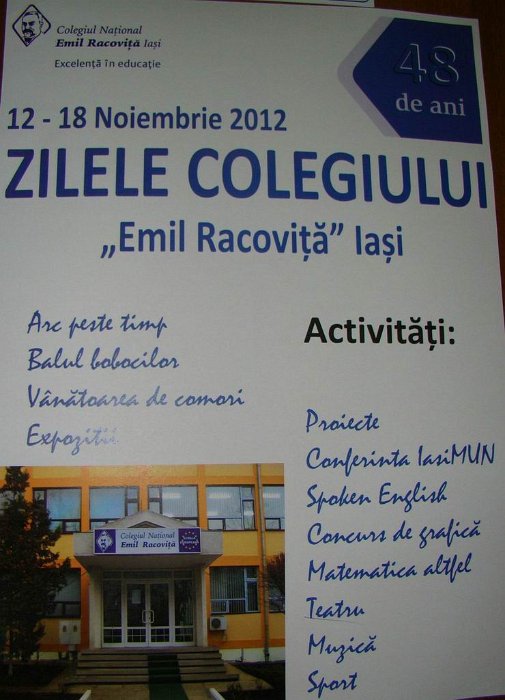 Colegiul Național
Emil Racoviță Iași
Excelență în educație
48
de ani
12 - 18 Noiembrie 2012
ZILELE COLEGIULUI
„Emil Racoviță” Iași
Arc peste timp
Balul bobocilor
Vânătoarea de comori
Expozitii
Activități:
Proiecte
Conferinta IasiMUN
Spoken English
Concurs de grafică
Matematica altfel
Teatru
Muzică
Sport
Colegiul Național
Emil Racoviță